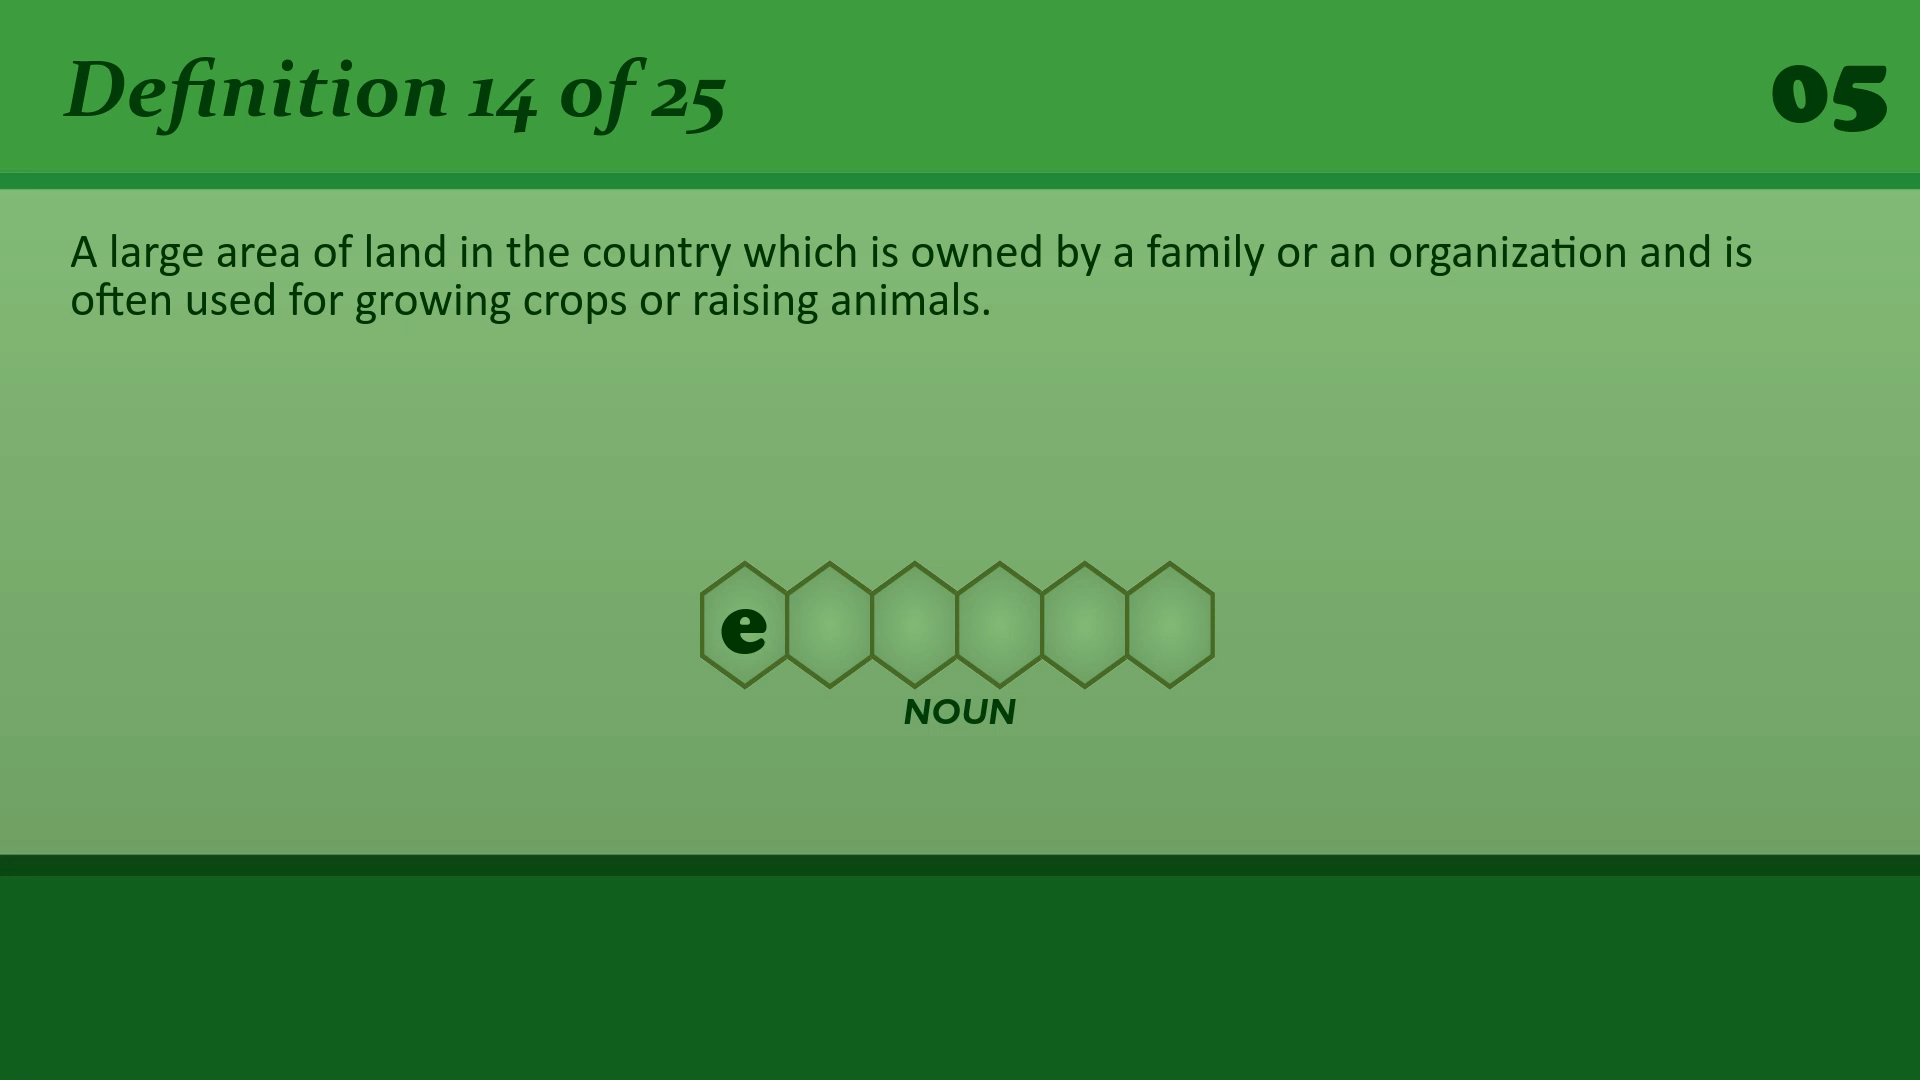 Definition 14 of 25
05
A large area of land in the country which is owned by a family or an organization and is
often used for growing crops or raising animals.
e
NOUN